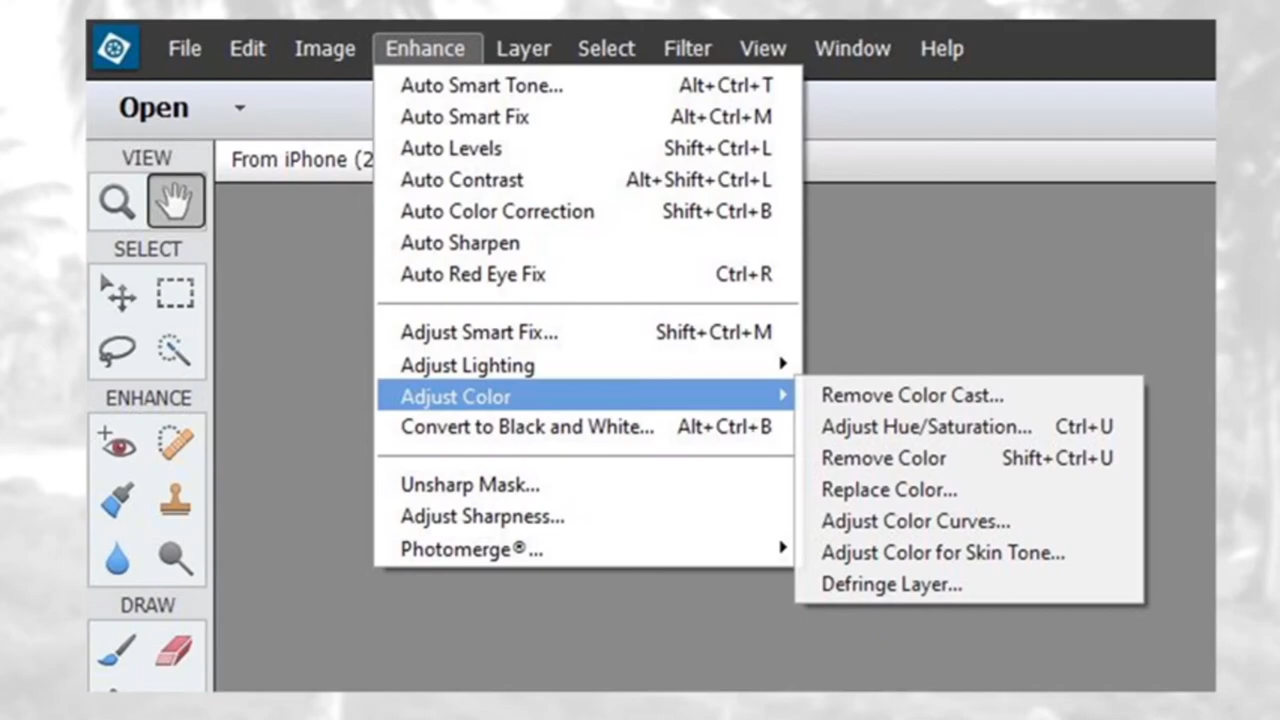 File Edit Image Enhance Layer Select Filter View Window Help
Open
VIEW
From iPhone (2
SELECT
ENHANCE
DRAW
Auto Smart Tone... Alt+Ctrl+T
Auto Smart Fix Alt+Ctrl+M
Auto Levels Shift+Ctrl+L
Auto Contrast Alt+Shift+Ctrl+L
Auto Color Correction Shift+Ctrl+B
Auto Sharpen
Auto Red Eye Fix Ctrl+R
Adjust Smart Fix... Shift+Ctrl+M
Adjust Lighting
Adjust Color
Convert to Black and White... Alt+Ctrl+B
Unsharp Mask...
Adjust Sharpness...
Photomerge®...
Remove Color Cast...
Adjust Hue/Saturation... Ctrl+U
Remove Color Shift+Ctrl+U
Replace Color...
Adjust Color Curves...
Adjust Color for Skin Tone...
Defringe Layer...